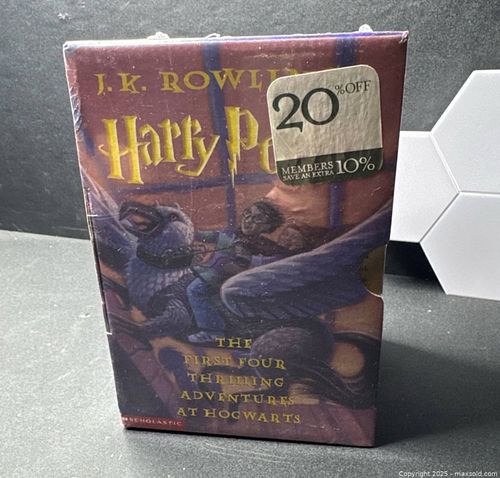 J. K. ROWLI
Harry Po
20 %OFF
MEMBERS
SAVE AN EXTRA 10%
THE
FIRST FOUR
THRILLING
ADVENTURES
AT HOGWARTS
SCHOLASTIC
Copyright 2025 - maxsold.com